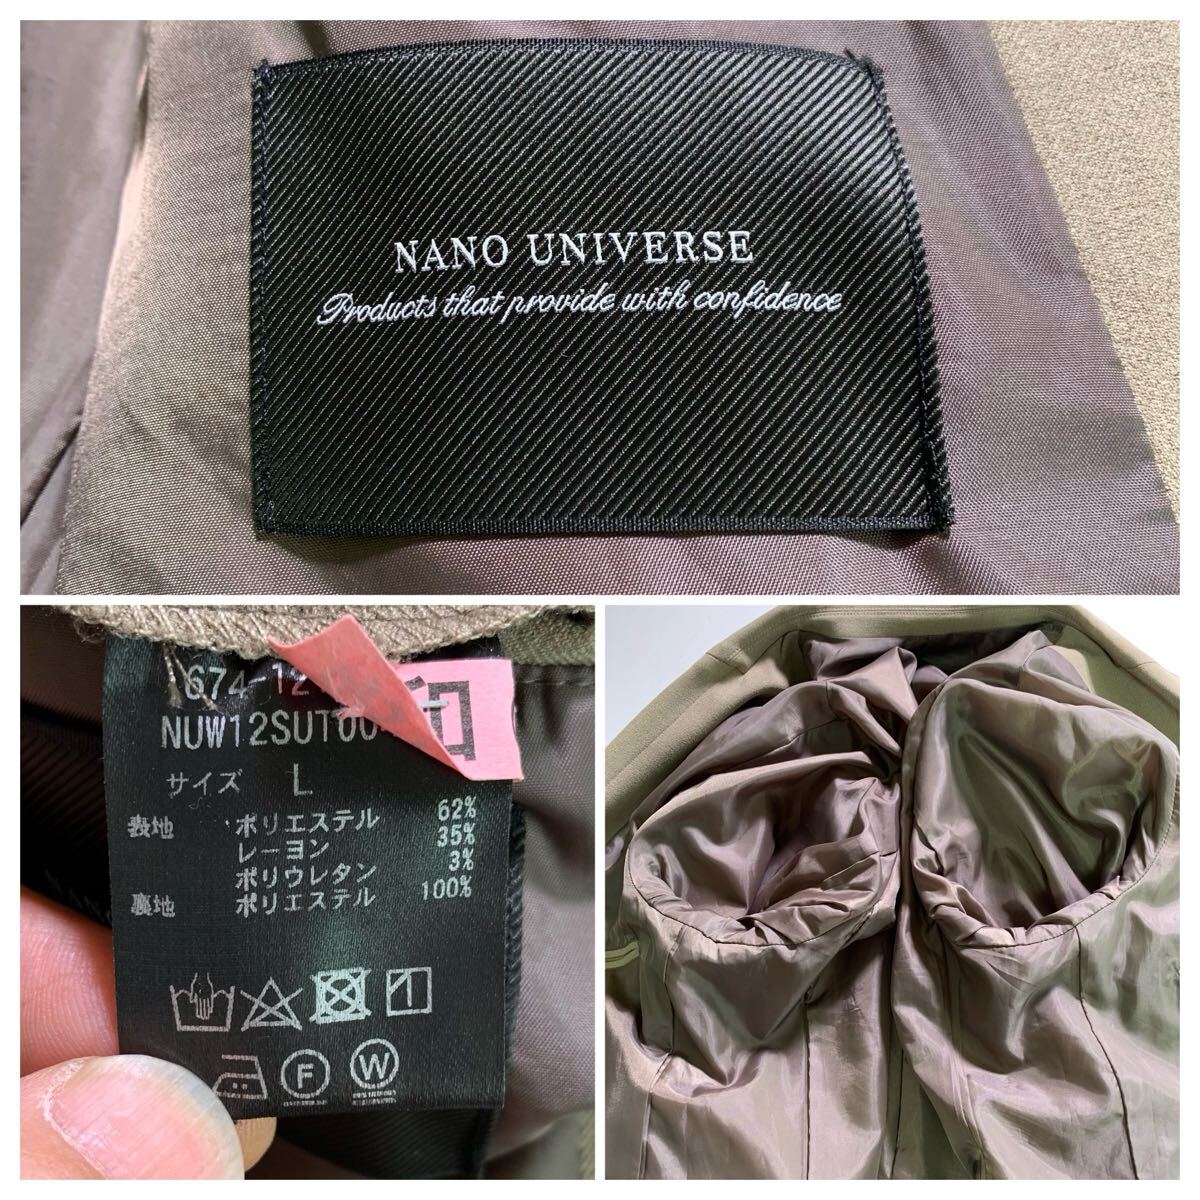 NANO UNIVERSE
Products that provide with confidence
サイズ L
表地 ポリエステル 62%
レーヨン 35%
ポリウレタン 3%
裏地 ポリエステル 100%
F W